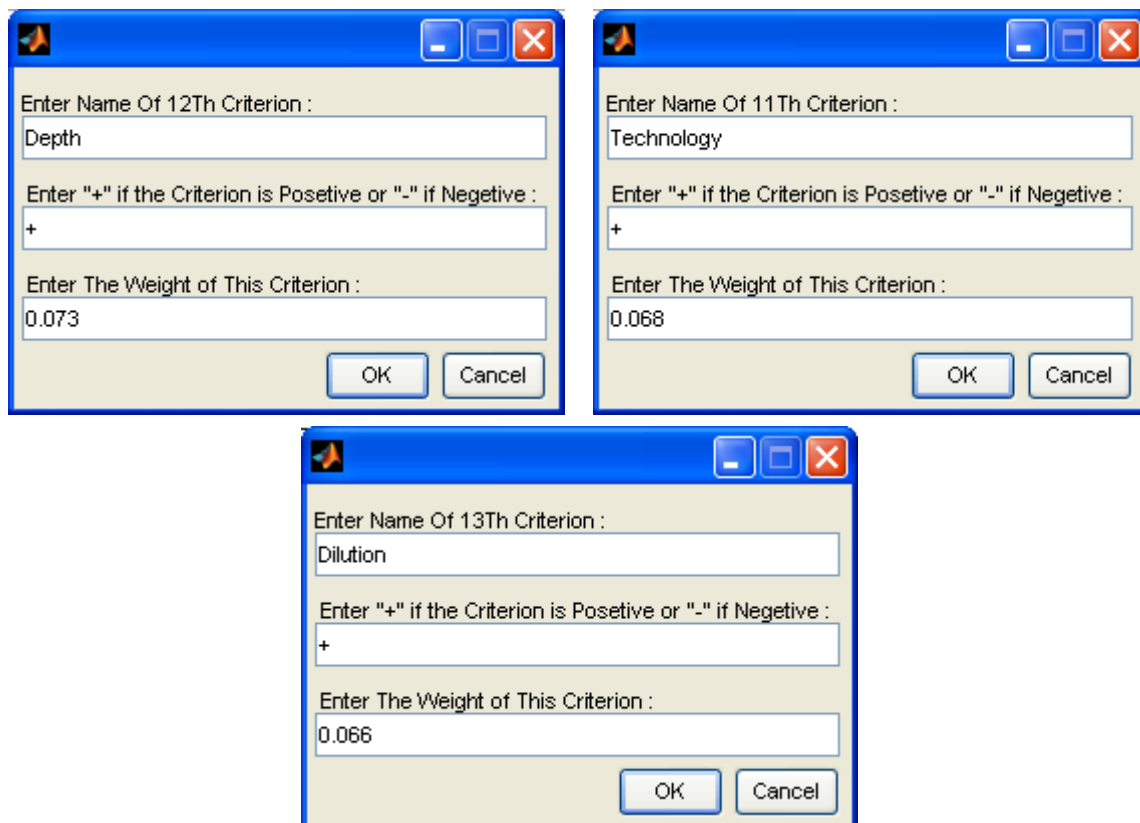 Enter Name Of 12Th Criterion :
Depth
Enter "+" if the Criterion is Posetive or "-" if Negetive :
+
Enter The Weight of This Criterion :
0.073
OK Cancel
Enter Name Of 11Th Criterion :
Technology
Enter "+" if the Criterion is Posetive or "-" if Negetive :
+
Enter The Weight of This Criterion :
0.068
OK Cancel
Enter Name Of 13Th Criterion :
Dilution
Enter "+" if the Criterion is Posetive or "-" if Negetive :
+
Enter The Weight of This Criterion :
0.066
OK Cancel